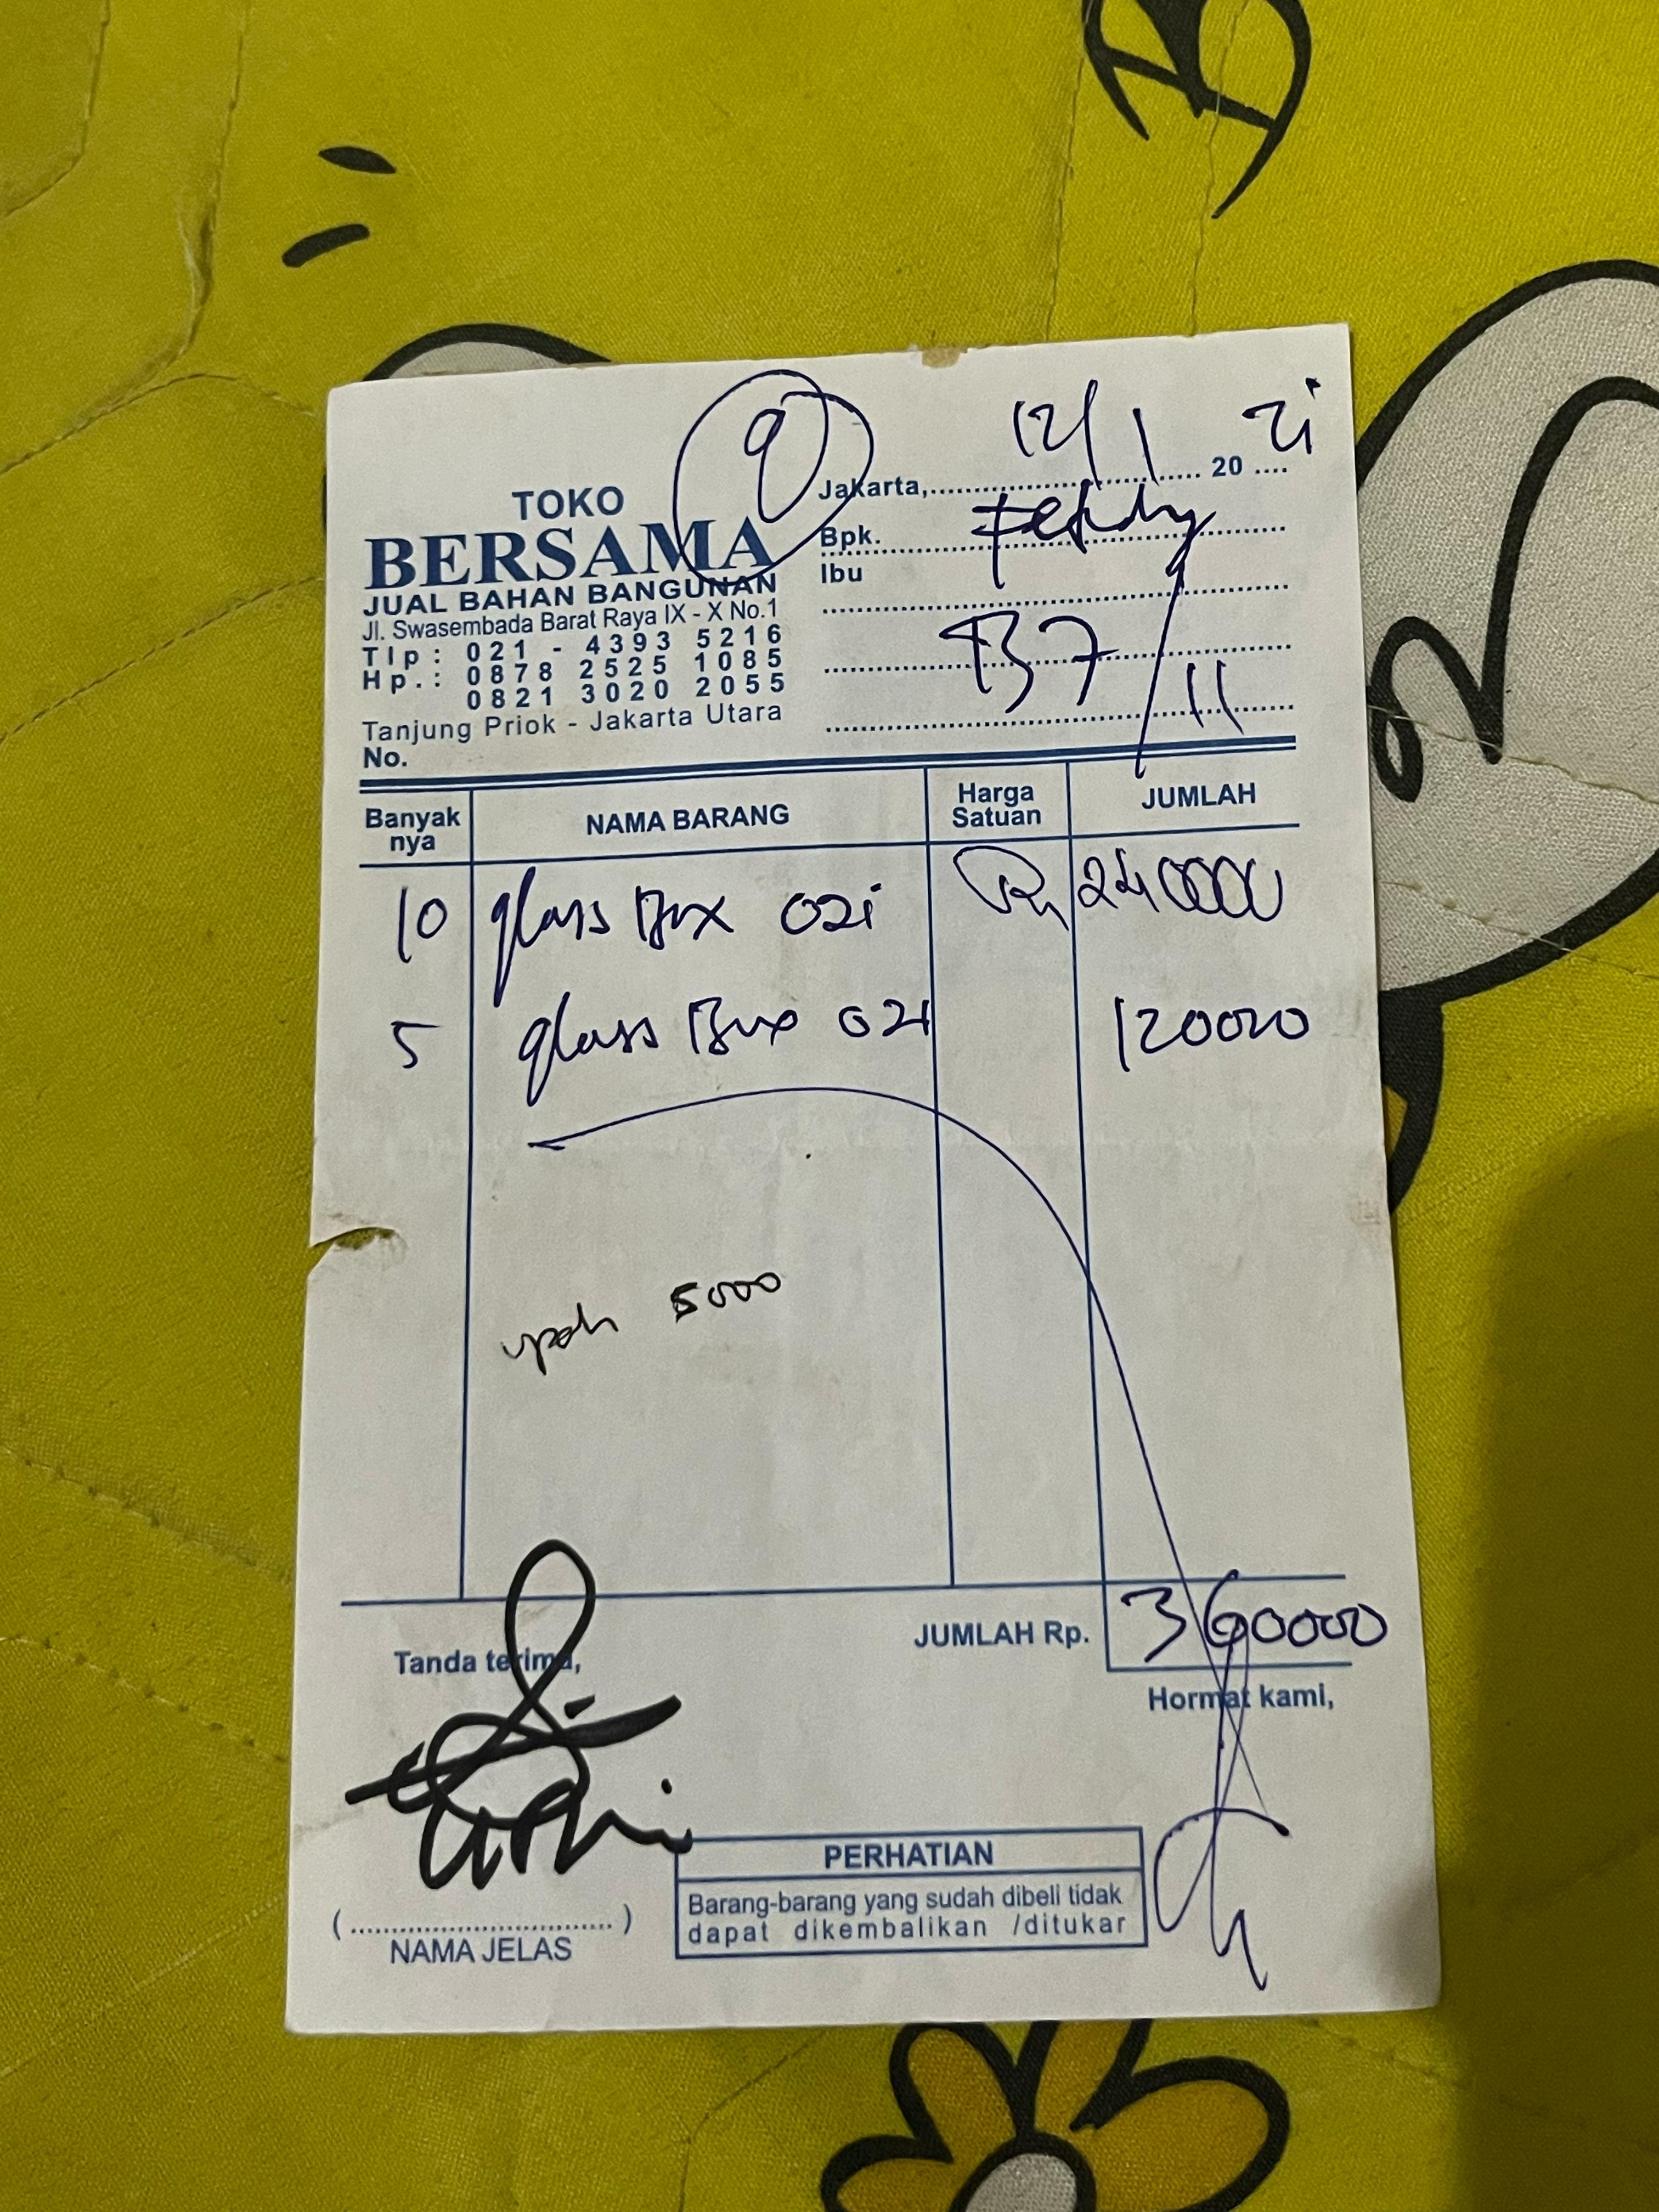 9
Jakarta, 12/1 20 21
TOKO
BERSAMA
JUAL BAHAN BANGUNAN
Jl. Swasembada Barat Raya IX - X No.1
Tlp : 021 - 4393 5216
Hp. : 0878 2525 1085
0821 3020 2055
Tanjung Priok - Jakarta Utara
No.
Bpk.
Ibu
B7/11
Banyak nya NAMA BARANG Harga Satuan JUMLAH
10 glass Box 021 Rp 240000
5 glass Box 021 120000
upah 5000
JUMLAH Rp. 360000
Tanda terima,
Hormat kami,
PERHATIAN
Barang-barang yang sudah dibeli tidak
dapat dikembalikan /ditukar
(..............................)
NAMA JELAS